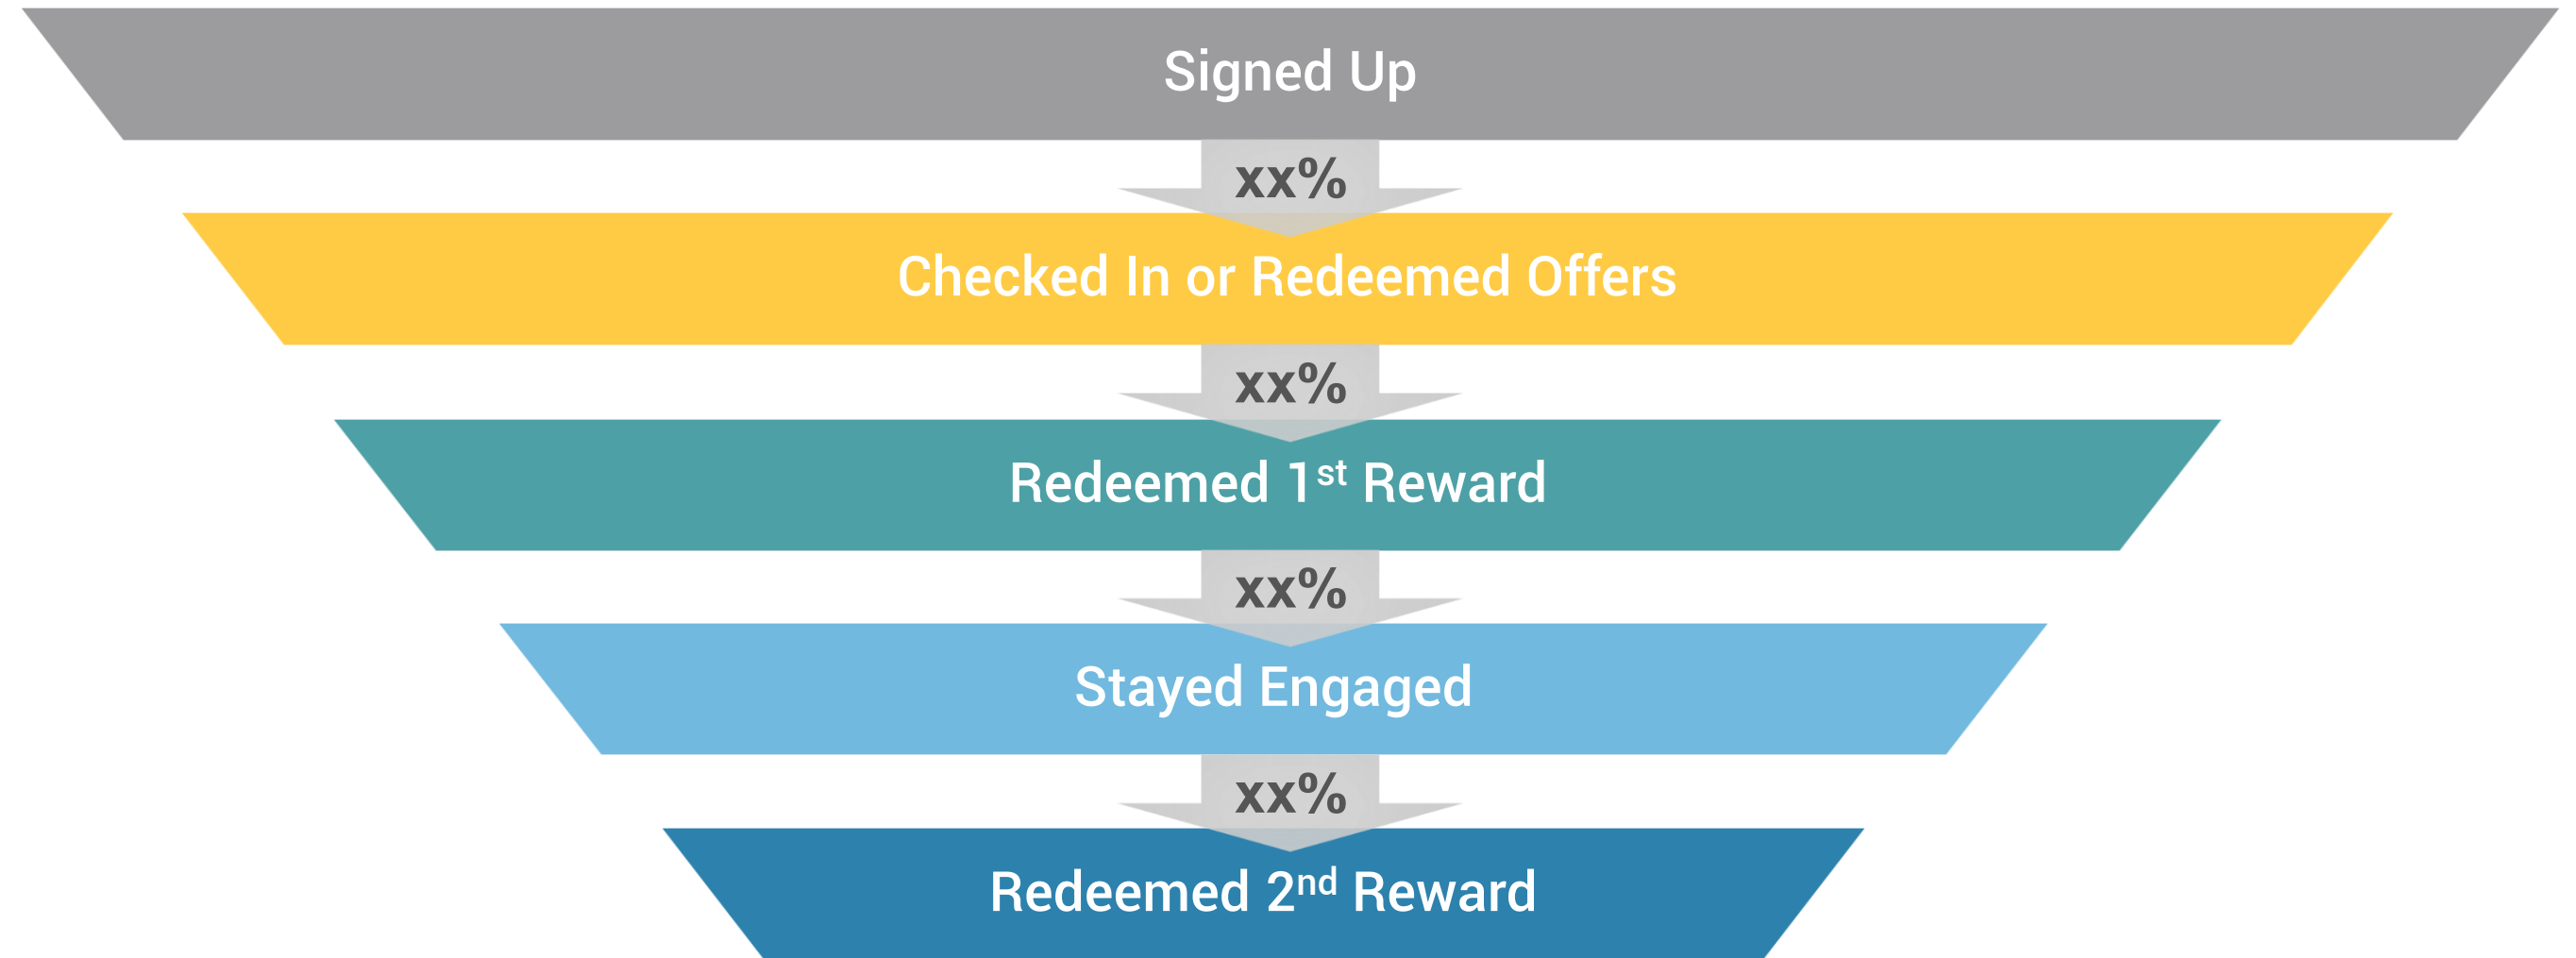 Signed Up
xx%
Checked In or Redeemed Offers
xx%
Redeemed 1st Reward
xx%
Stayed Engaged
xx%
Redeemed 2nd Reward